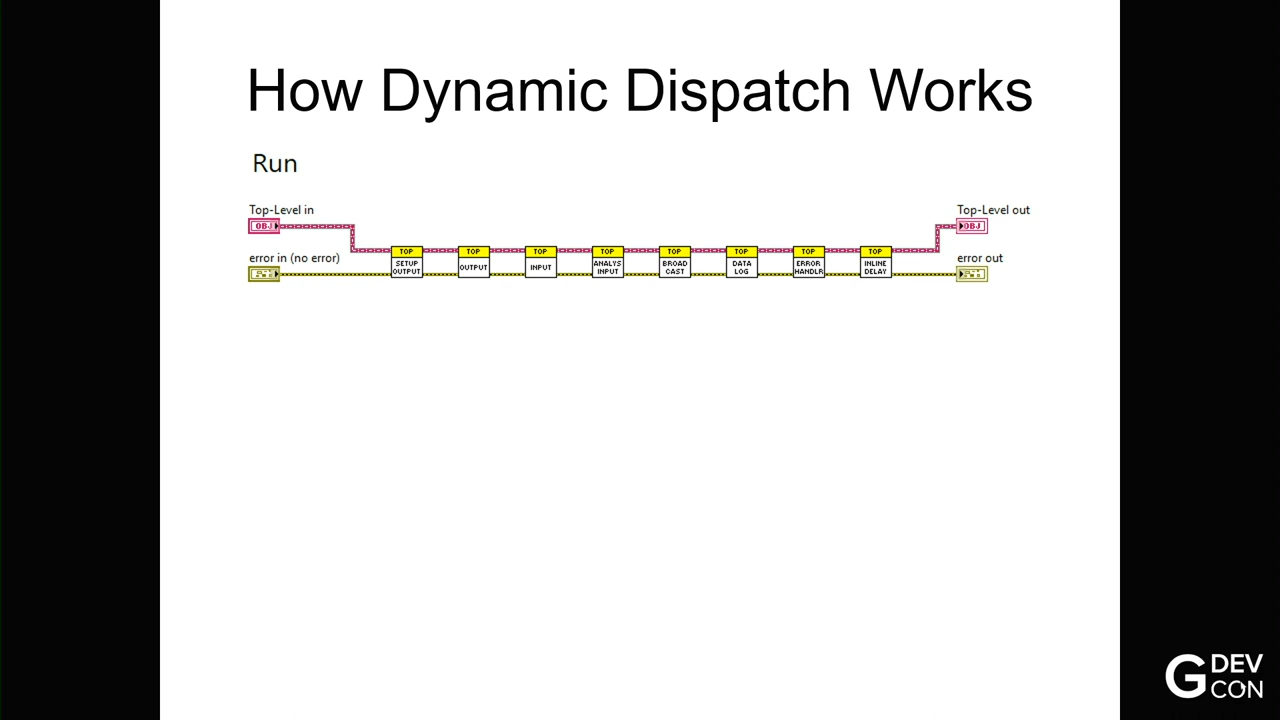 How Dynamic Dispatch Works
Run
Top-Level in
Top-Level out
OBJ
OBJ
error in (no error)
error out
TOP
SETUP
OUTPUT
TOP
OUTPUT
TOP
INPUT
TOP
ANALYS
INPUT
TOP
BROAD
CAST
TOP
DATA
LOG
TOP
ERROR
HANDLR
TOP
INLINE
DELAY
G DEV
CON